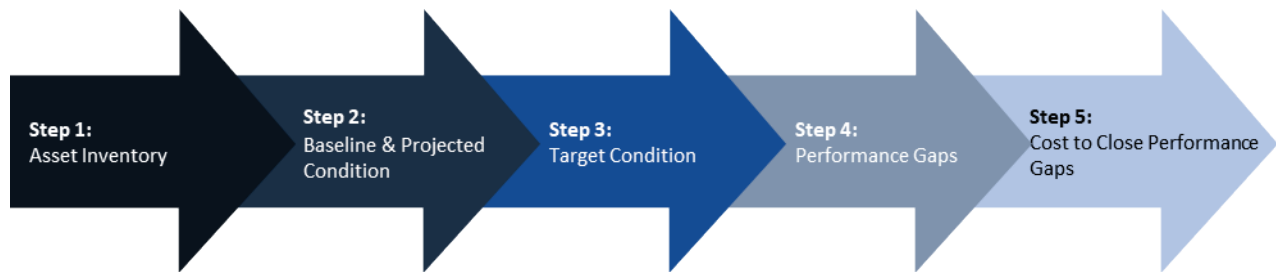 Step 1:
Asset Inventory
Step 2:
Baseline & Projected
Condition
Step 3:
Target Condition
Step 4:
Performance Gaps
Step 5:
Cost to Close Performance
Gaps